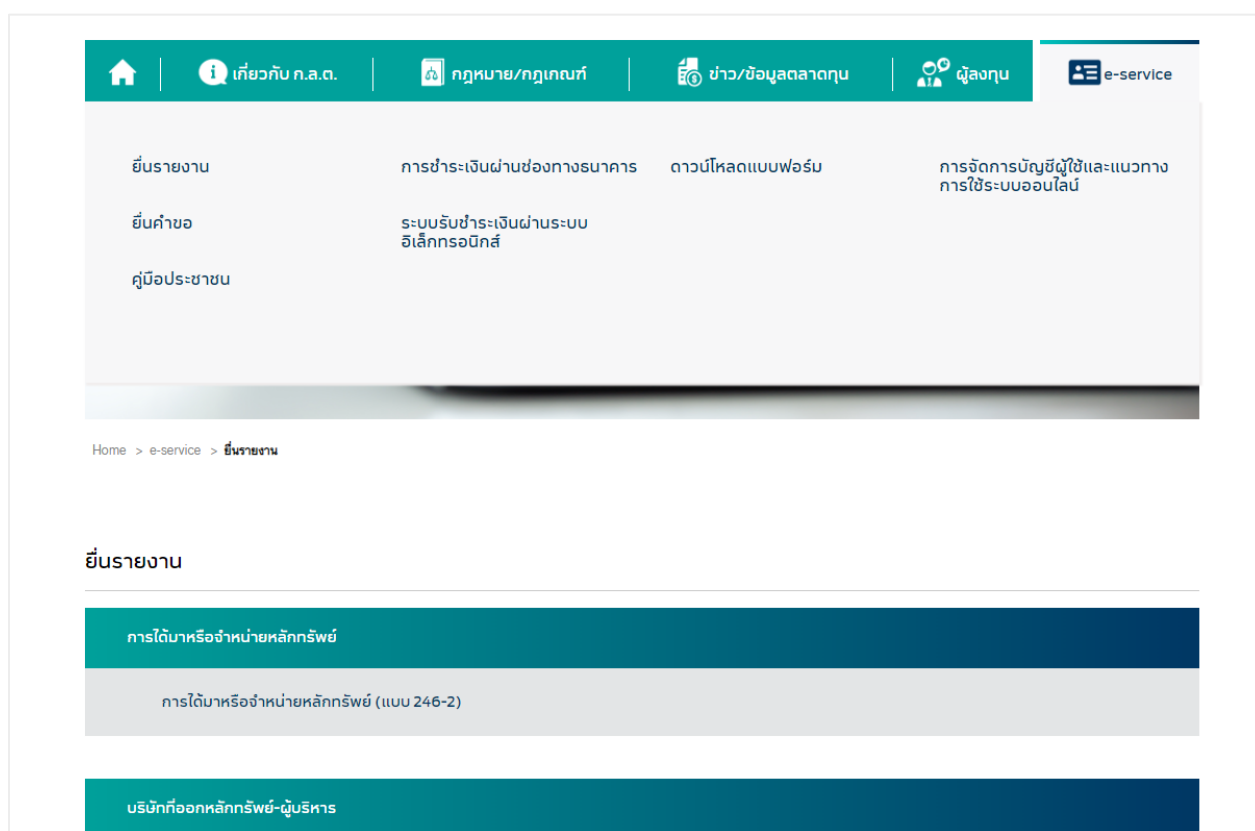 เกี่ยวกับ ก.ล.ต.
กฎหมาย/กฎเกณฑ์
ข่าว/ข้อมูลตลาดทุน
ผู้ลงทุน
e-service
ยื่นรายงาน
การชำระเงินผ่านช่องทางธนาคาร
ดาวน์โหลดแบบฟอร์ม
การจัดการบัญชีผู้ใช้และแนวทาง
การใช้ระบบออนไลน์
ยื่นคำขอ
ระบบรับชำระเงินผ่านระบบ
อิเล็กทรอนิกส์
คู่มือประชาชน
Home > e-service > ยื่นรายงาน
ยื่นรายงาน
การได้มาหรือจำหน่ายหลักทรัพย์
การได้มาหรือจำหน่ายหลักทรัพย์ (แบบ 246-2)
บริษัทที่ออกหลักทรัพย์-ผู้บริหาร